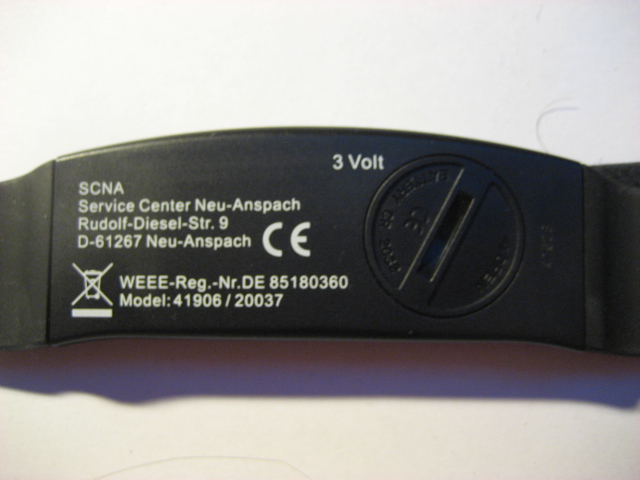 3 Volt
SCNA
Service Center Neu-Anspach
Rudolf-Diesel-Str. 9
D-61267 Neu-Anspach CE
WEEE-Reg.-Nr.DE 85180360
Model: 41906 / 20037
BATTERY